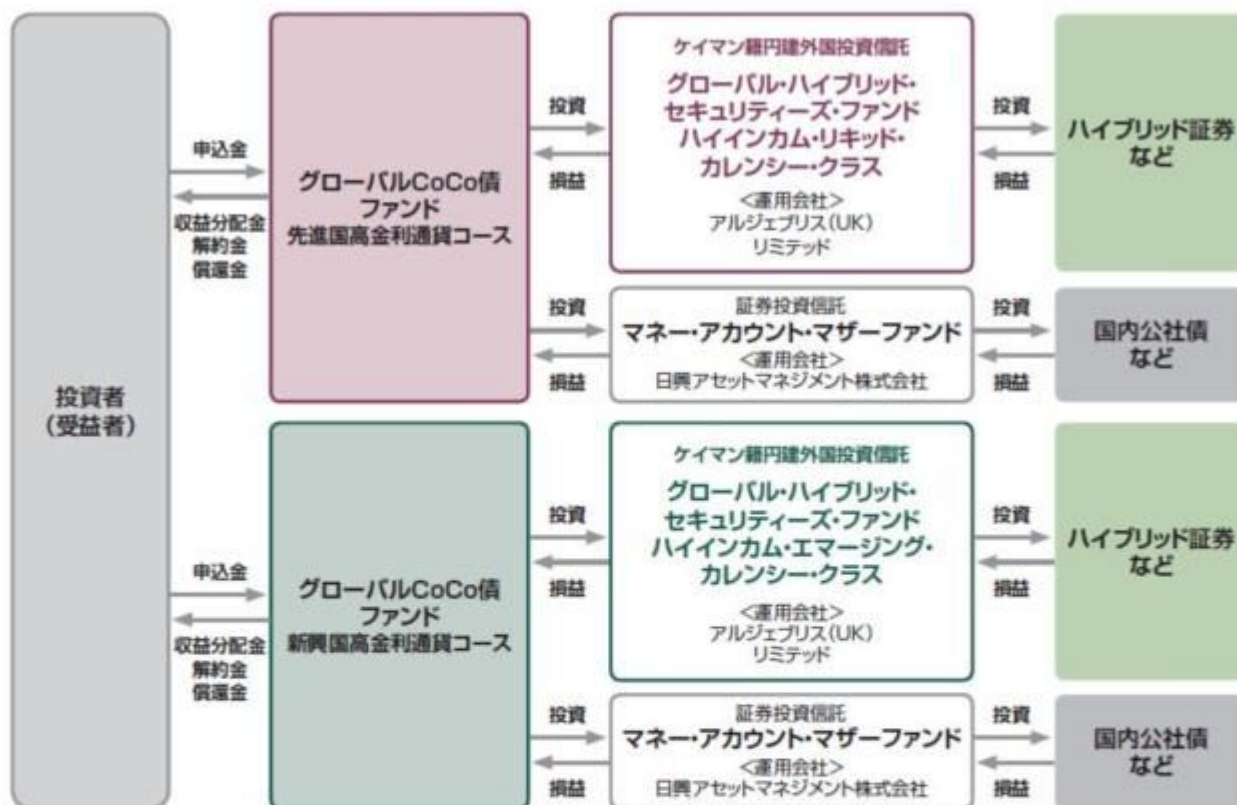 投資者
(受益者)
申込金
収益分配金
解約金
償還金
グローバルCoCo債
ファンド
先進国高金利通貨コース
投資
損益
ケイマン籍円建外国投資信託
グローバル・ハイブリッド・
セキュリティーズ・ファンド
ハイインカム・リキッド・
カレンシー・クラス
<運用会社>
アルジェブリス(UK)
リミテッド
投資
損益
ハイブリッド証券
など
投資
損益
証券投資信託
マネー・アカウント・マザーファンド
<運用会社>
日興アセットマネジメント株式会社
投資
損益
国内公社債
など
申込金
収益分配金
解約金
償還金
グローバルCoCo債
ファンド
新興国高金利通貨コース
投資
損益
ケイマン籍円建外国投資信託
グローバル・ハイブリッド・
セキュリティーズ・ファンド
ハイインカム・エマージング・
カレンシー・クラス
<運用会社>
アルジェブリス(UK)
リミテッド
投資
損益
ハイブリッド証券
など
投資
損益
証券投資信託
マネー・アカウント・マザーファンド
<運用会社>
日興アセットマネジメント株式会社
投資
損益
国内公社債
など